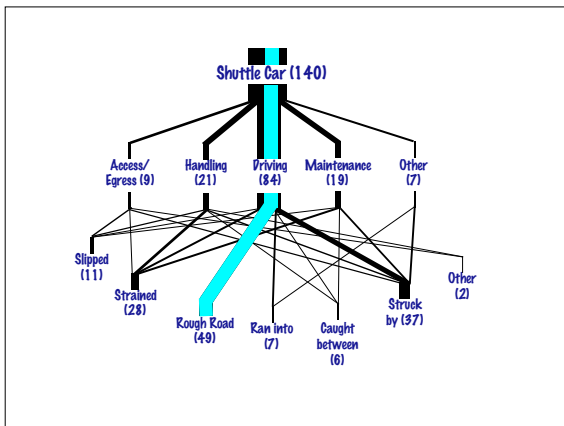 Shuttle Car (140)
Access/
Egress (9)
Handling
(21)
Driving
(84)
Maintenance
(19)
Other
(7)
Slipped
(11)
Strained
(28)
Rough Road
(49)
Ran into
(7)
Caught
between
(6)
Struck
by (37)
Other
(2)